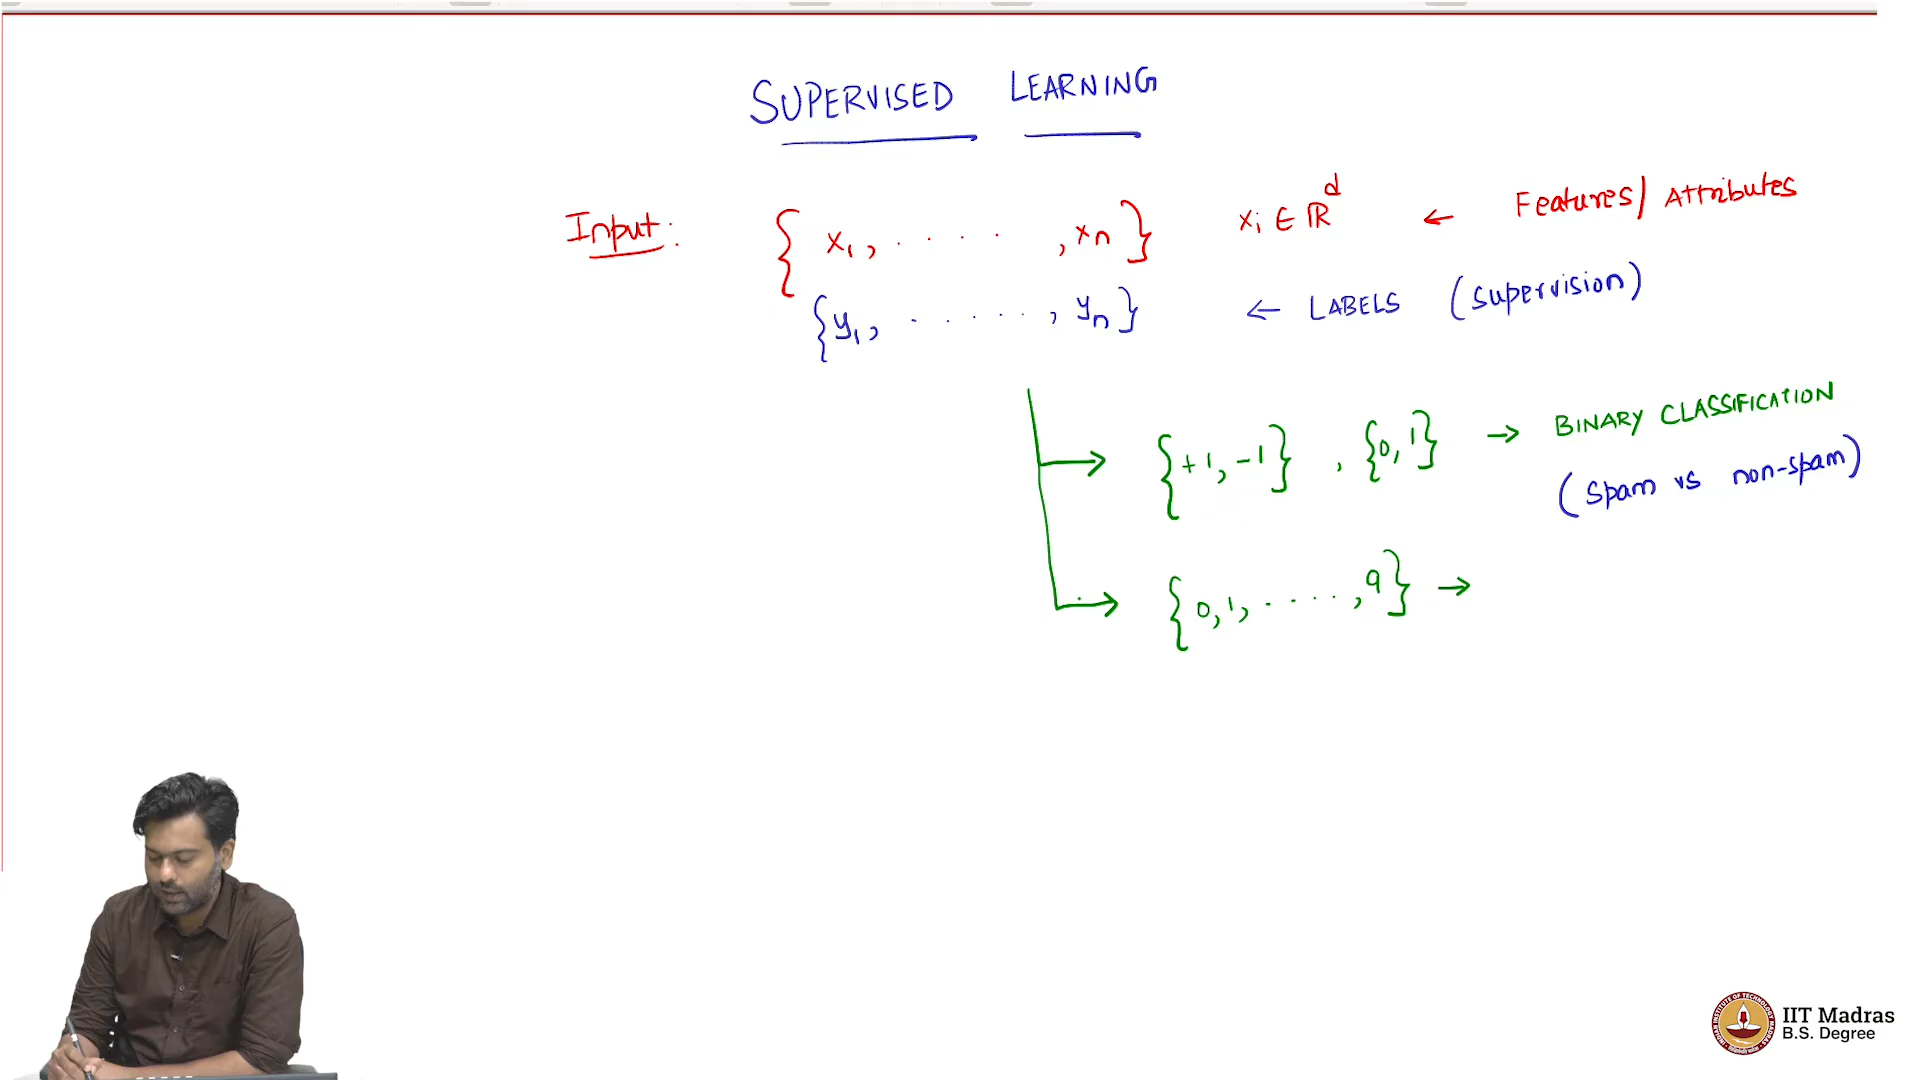 SUPERVISED LEARNING
Input: { x₁, . . . . , xₙ } xᵢ ∈ ℝᵈ ← Features/ Attributes
{y₁, . . . . . , yₙ} ← LABELS (supervision)
→ {+1, -1} , {0, 1} → BINARY CLASSIFICATION
(spam vs non-spam)
→ {0, 1, . . . . , 9} →
IIT Madras
B.S. Degree